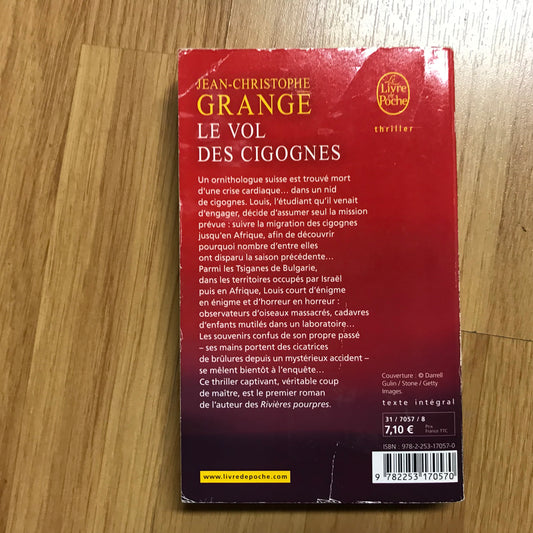 JEAN-CHRISTOPHE
GRANGÉ
LE VOL
DES CIGOGNES
Le
Livre
de
Poche
thriller
Un ornithologue suisse est trouvé mort
d'une crise cardiaque... dans un nid
de cigognes. Louis, l'étudiant qu'il venait
d'engager, décide d'assumer seul la mission
prévue : suivre la migration des cigognes
jusqu'en Afrique, afin de découvrir
pourquoi nombre d'entre elles
ont disparu la saison précédente...
Parmi les Tsiganes de Bulgarie,
dans les territoires occupés par Israël
puis en Afrique, Louis court d'énigme
en énigme et d'horreur en horreur :
observateurs d'oiseaux massacrés, cadavres
d'enfants mutilés dans un laboratoire...
Les souvenirs confus de son propre passé
– ses mains portent des cicatrices
de brûlures depuis un mystérieux accident –
se mêlent bientôt à l'enquête...
Ce thriller captivant, véritable coup
de maître, est le premier roman
de l'auteur des Rivières pourpres.
Couverture : © Darrell
Gulin / Stone / Getty
Images.
texte intégral
31 / 7057 / 8
7,10 € Prix
France TTC
ISBN : 978-2-253-17057-0
9 782253 170570
www.livredepoche.com